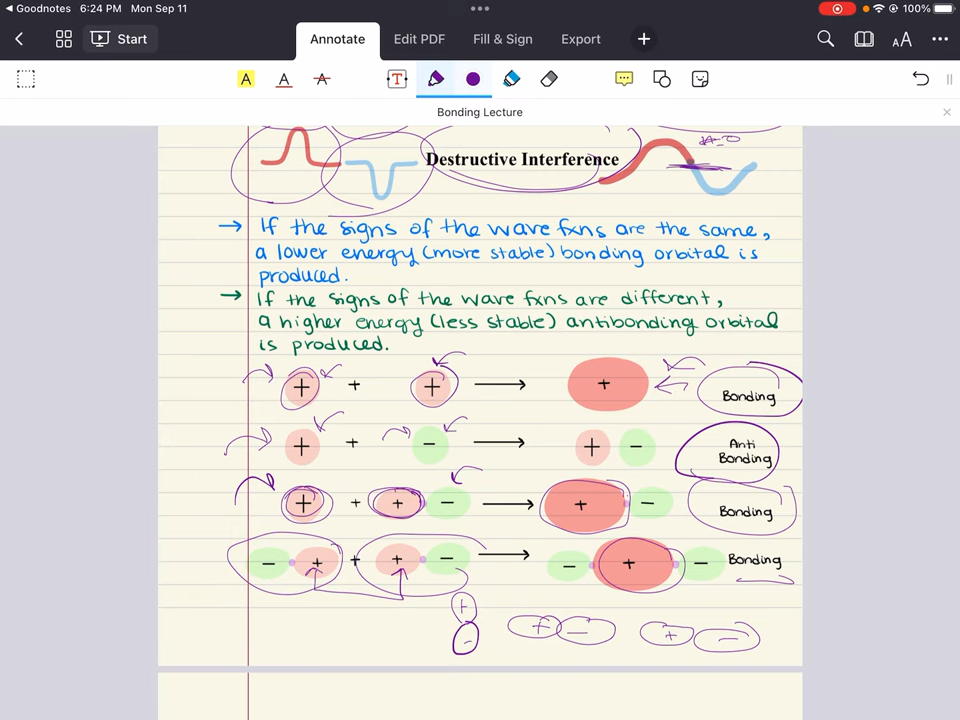 Goodnotes 6:24 PM Mon Sep 11 100%
Start Annotate Edit PDF Fill & Sign Export
A A A T AA
Bonding Lecture
Destructive Interference
→ If the signs of the wave fxns are the same,
a lower energy (more stable) bonding orbital is
produced.
→ If the signs of the wave fxns are different,
a higher energy (less stable) antibonding orbital
is produced.
+ + + → + Bonding
+ + - → + - Anti
Bonding
+ + + - → + - Bonding
- + + + - → - + - Bonding
+
- + - + -